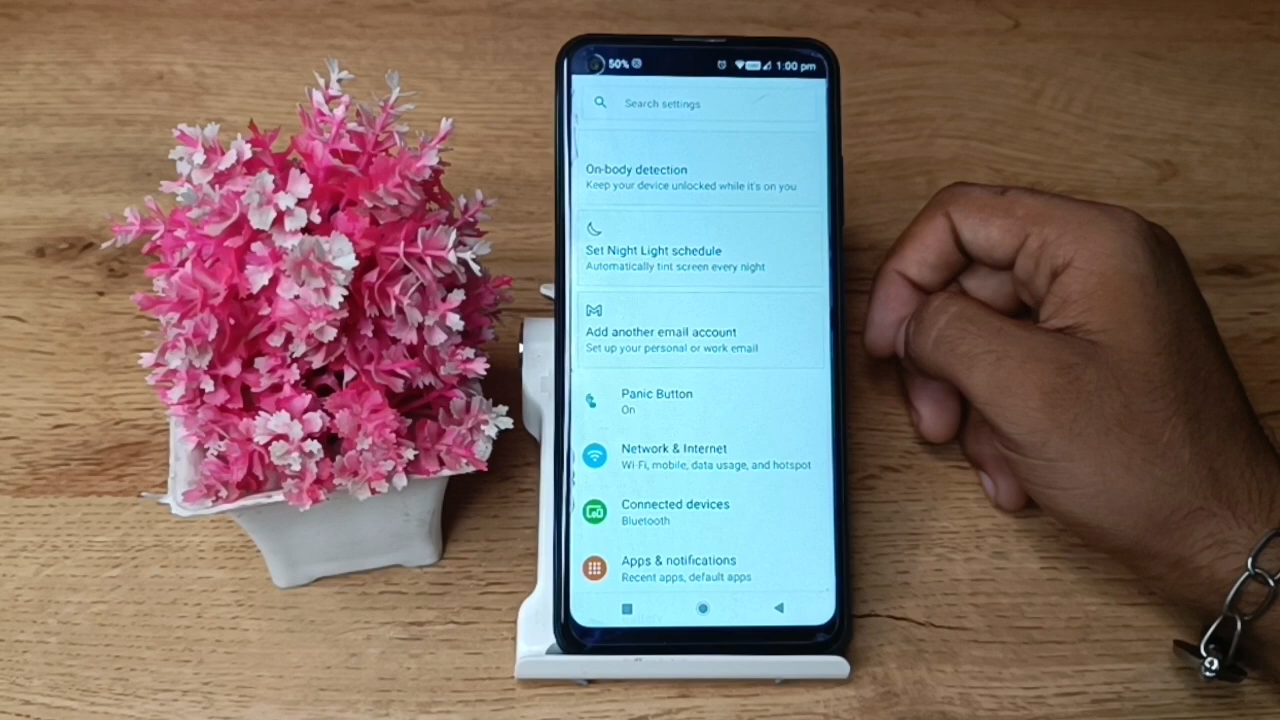 50%
1:00 pm
Search settings
On-body detection
Keep your device unlocked while it's on you
Set Night Light schedule
Automatically tint screen every night
Add another email account
Set up your personal or work email
Panic Button
On
Network & Internet
Wi-Fi, mobile, data usage, and hotspot
Connected devices
Bluetooth
Apps & notifications
Recent apps, default apps